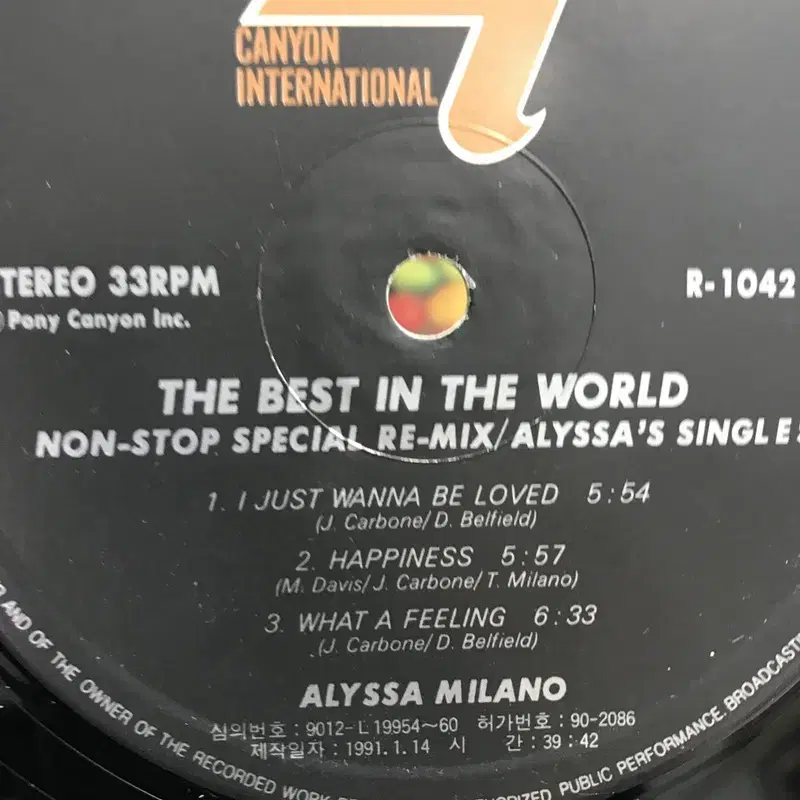 CANYON
INTERNATIONAL
TEREO 33RPM
R-1042
Pony Canyon Inc.
THE BEST IN THE WORLD
NON-STOP SPECIAL RE-MIX/ALYSSA'S SINGLES
1. I JUST WANNA BE LOVED 5:54
(J. Carbone/D. Belfield)
2. HAPPINESS 5:57
(M. Davis/J. Carbone/T. Milano)
3. WHAT A FEELING 6:33
(J. Carbone/D. Belfield)
ALYSSA MILANO
심의번호 : 9012-L19954~60 허가번호 : 90-2086
제작일자 : 1991.1.14 시 간 : 39 : 42
AND OF THE OWNER OF THE RECORDED WORK PUBLIC PERFORMANCE. BROADCASTI